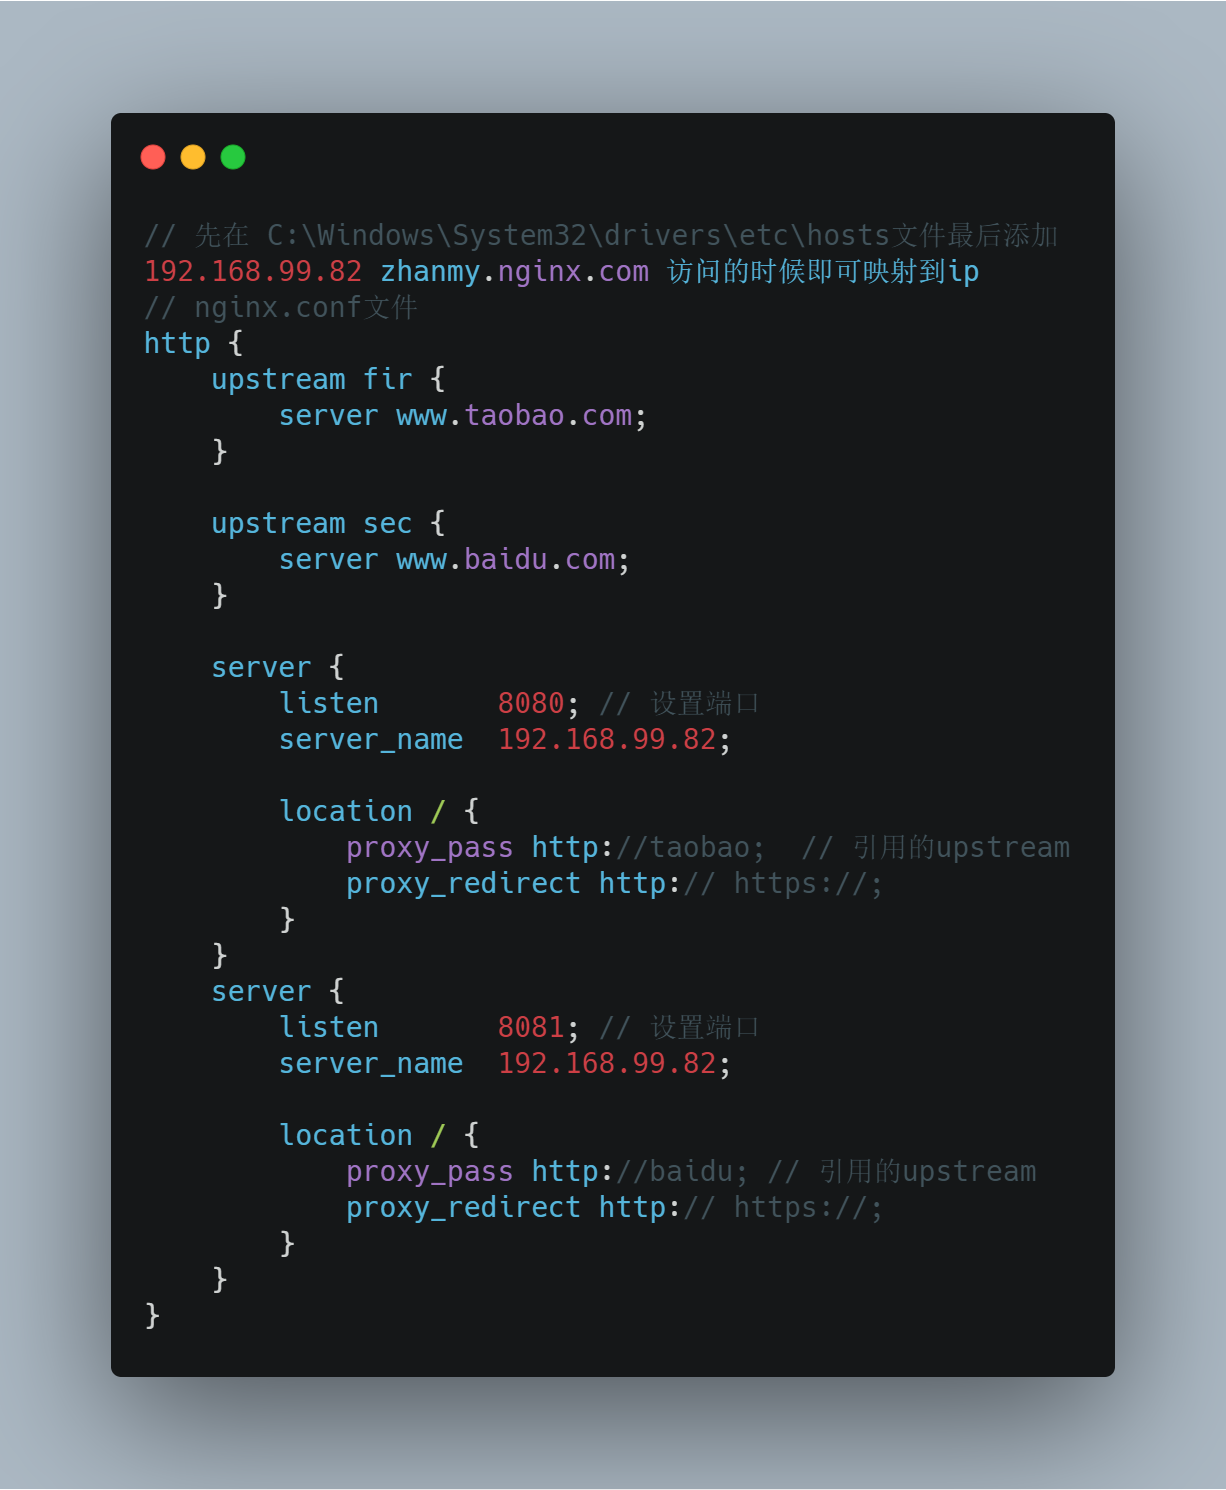 // 先在 C:\Windows\System32\drivers\etc\hosts文件最后添加
192.168.99.82 zhanmy.nginx.com 访问的时候即可映射到ip
// nginx.conf文件
http {
    upstream fir {
        server www.taobao.com;
    }

    upstream sec {
        server www.baidu.com;
    }

    server {
        listen       8080; // 设置端口
        server_name  192.168.99.82;

        location / {
            proxy_pass http://taobao;  // 引用的upstream
            proxy_redirect http:// https://;
        }
    }
    server {
        listen       8081; // 设置端口
        server_name  192.168.99.82;

        location / {
            proxy_pass http://baidu; // 引用的upstream
            proxy_redirect http:// https://;
        }
    }
}